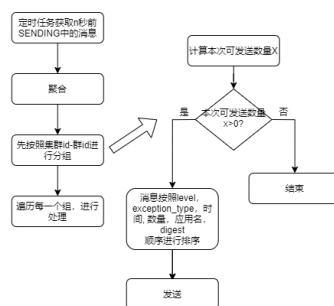 定时任务获取n秒前
SENDING中的消息
聚合
先按照集群id-群id进
行分组
遍历每一个组，进行
处理
计算本次可发送数量X
本次可发送数量
x>0?
是
否
消息按照level，
exception_type，时
间, 数量，应用名，
digest
顺序进行排序
结束
发送